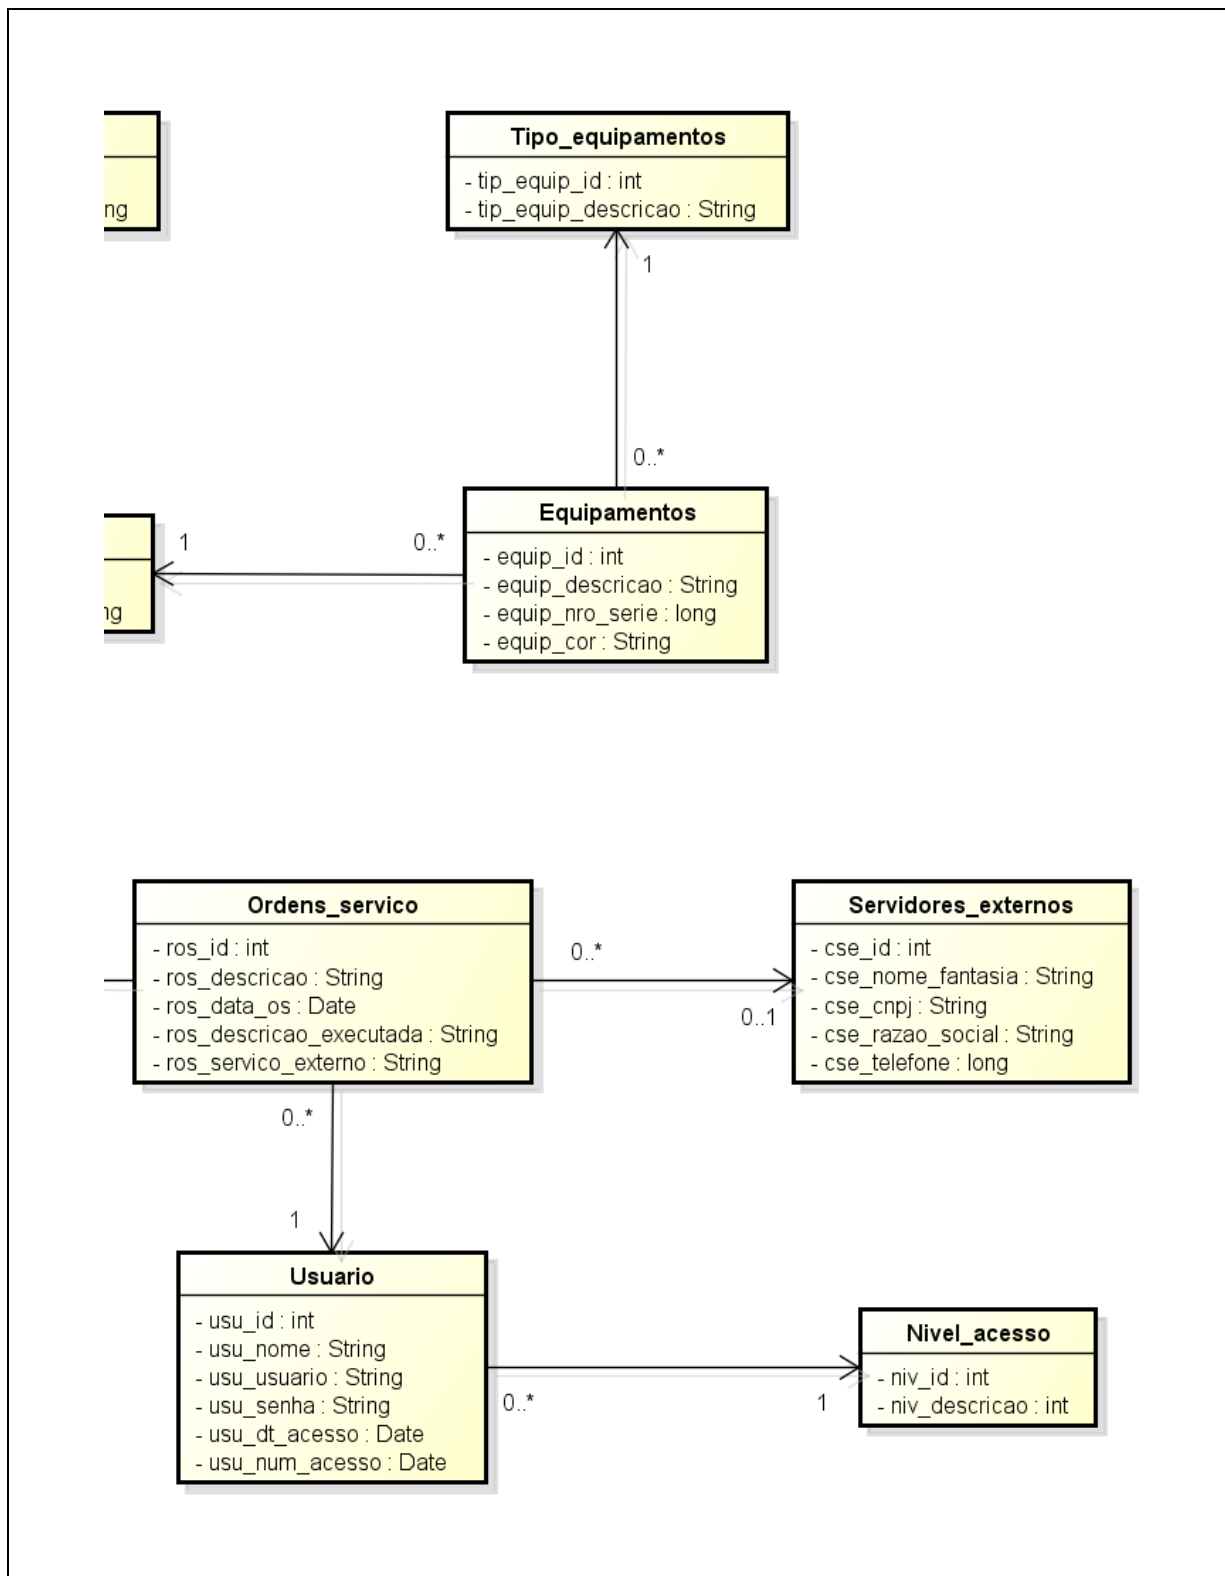 ng
Tipo_equipamentos
- tip_equip_id : int
- tip_equip_descricao : String
1
0..*
Equipamentos
- equip_id : int
- equip_descricao : String
- equip_nro_serie : long
- equip_cor : String
1
0..*
ng
Ordens_servico
- ros_id : int
- ros_descricao : String
- ros_data_os : Date
- ros_descricao_executada : String
- ros_servico_externo : String
0..*
0..1
Servidores_externos
- cse_id : int
- cse_nome_fantasia : String
- cse_cnpj : String
- cse_razao_social : String
- cse_telefone : long
0..*
1
Usuario
- usu_id : int
- usu_nome : String
- usu_usuario : String
- usu_senha : String
- usu_dt_acesso : Date
- usu_num_acesso : Date
0..*
1
Nivel_acesso
- niv_id : int
- niv_descricao : int